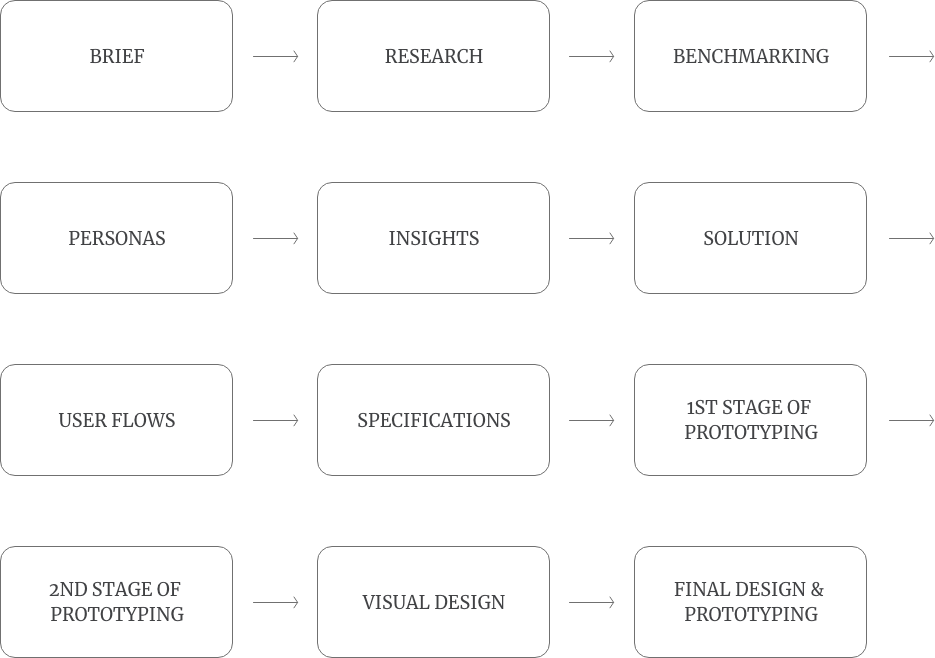 BRIEF
RESEARCH
BENCHMARKING
PERSONAS
INSIGHTS
SOLUTION
USER FLOWS
SPECIFICATIONS
1ST STAGE OF
PROTOTYPING
2ND STAGE OF
PROTOTYPING
VISUAL DESIGN
FINAL DESIGN &
PROTOTYPING